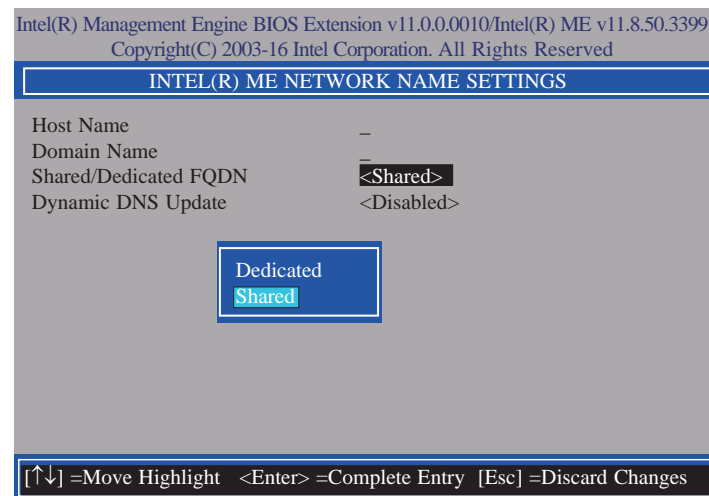 Intel(R) Management Engine BIOS Extension v11.0.0.0010/Intel(R) ME v11.8.50.3399
Copyright(C) 2003-16 Intel Corporation. All Rights Reserved
INTEL(R) ME NETWORK NAME SETTINGS
Host Name _
Domain Name _
Shared/Dedicated FQDN <Shared>
Dynamic DNS Update <Disabled>
Dedicated
Shared
[↑↓] =Move Highlight <Enter> =Complete Entry [Esc] =Discard Changes